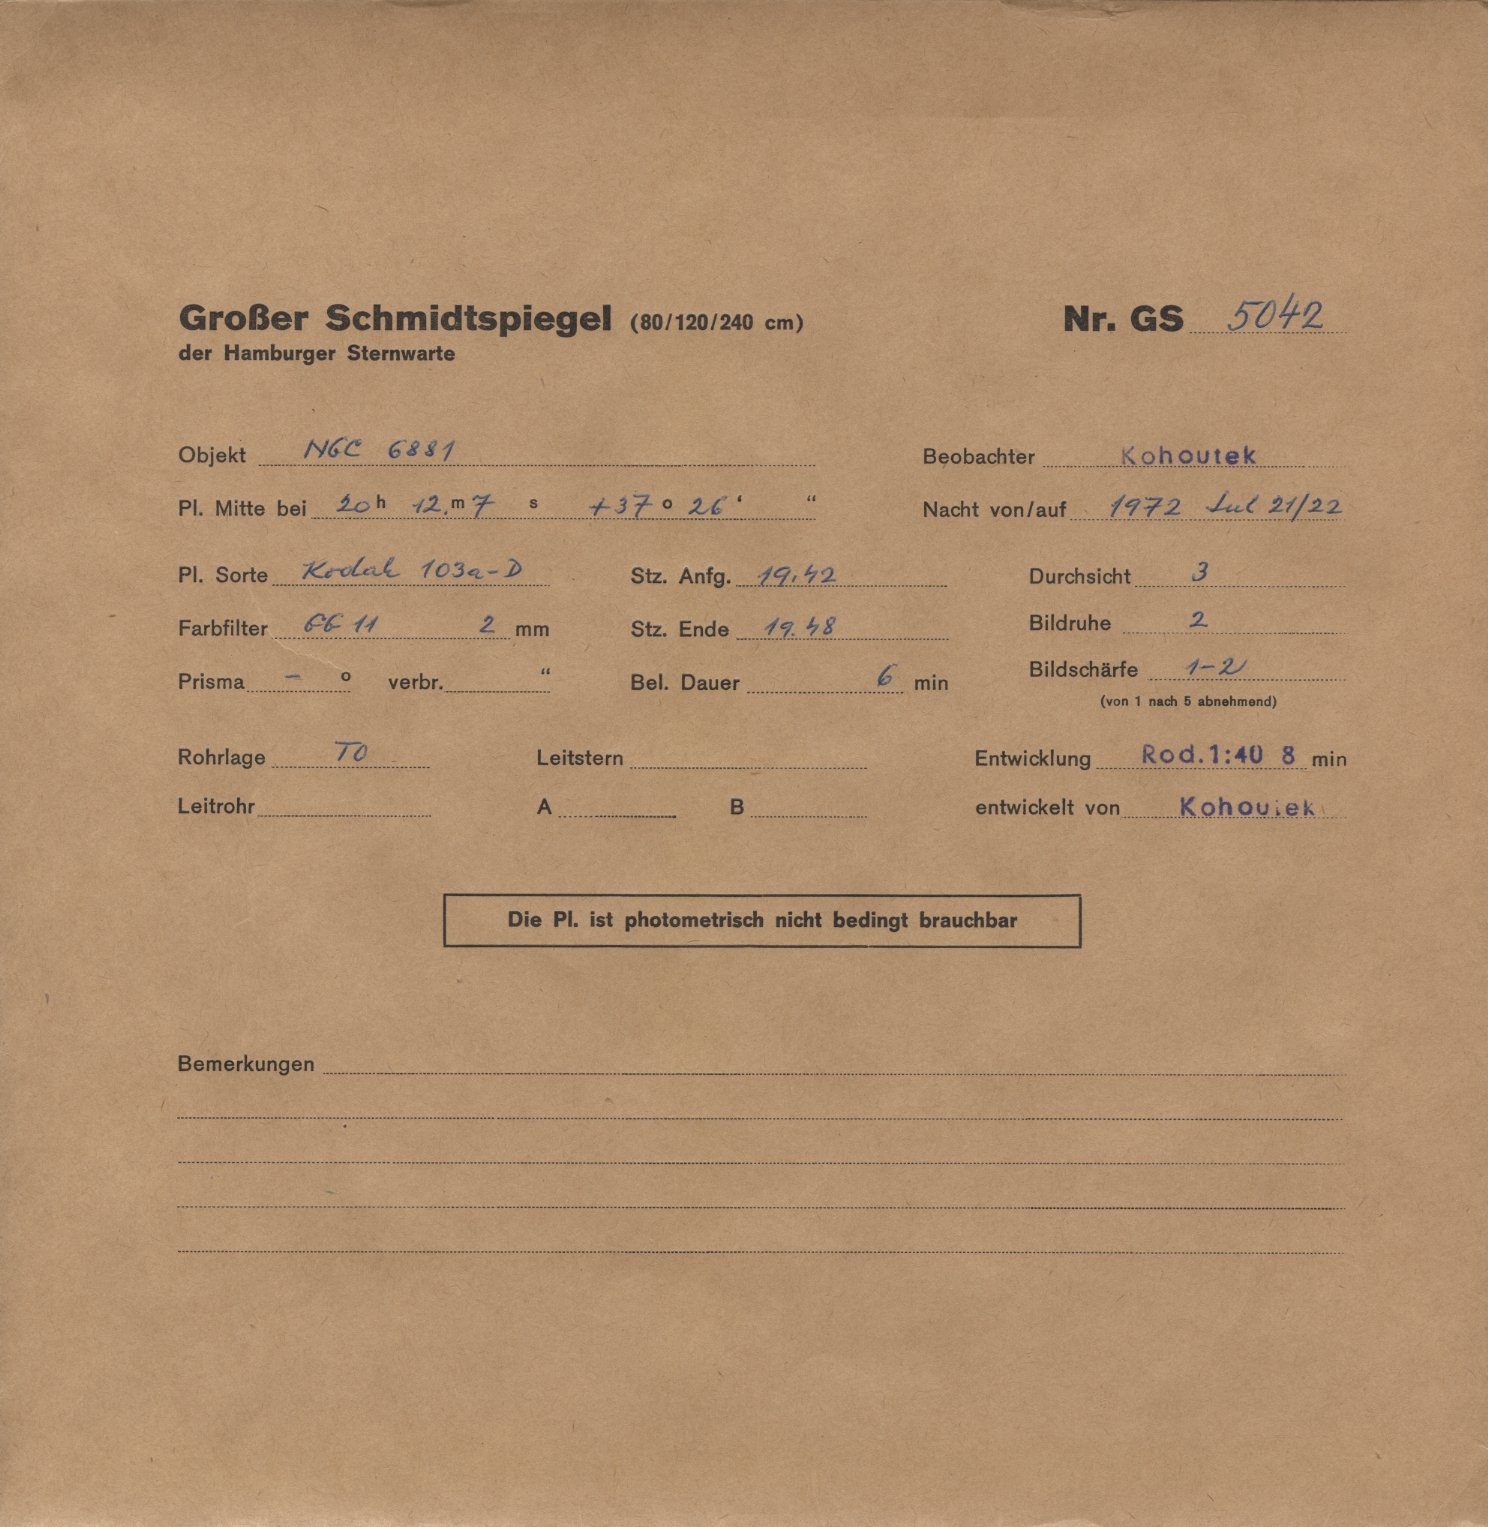 Großer Schmidtspiegel (80/120/240 cm) Nr. GS 5042
der Hamburger Sternwarte
Objekt NGC 6881 Beobachter Kohoutek
Pl. Mitte bei 20 h 12. m 7 s +37 o 26 ‘ “ Nacht von/auf 1972 Jul 21/22
Pl. Sorte Kodak 103a-D Stz. Anfg. 19.42 Durchsicht 3
Farbfilter GG 11 2 mm Stz. Ende 19.48 Bildruhe 2
Prisma – o verbr. “ Bel. Dauer 6 min Bildschärfe 1-2
(von 1 nach 5 abnehmend)
Rohrlage TO Leitstern Entwicklung Rod.1:40 8 min
Leitrohr A B entwickelt von Kohoutek
Die Pl. ist photometrisch nicht bedingt brauchbar
Bemerkungen